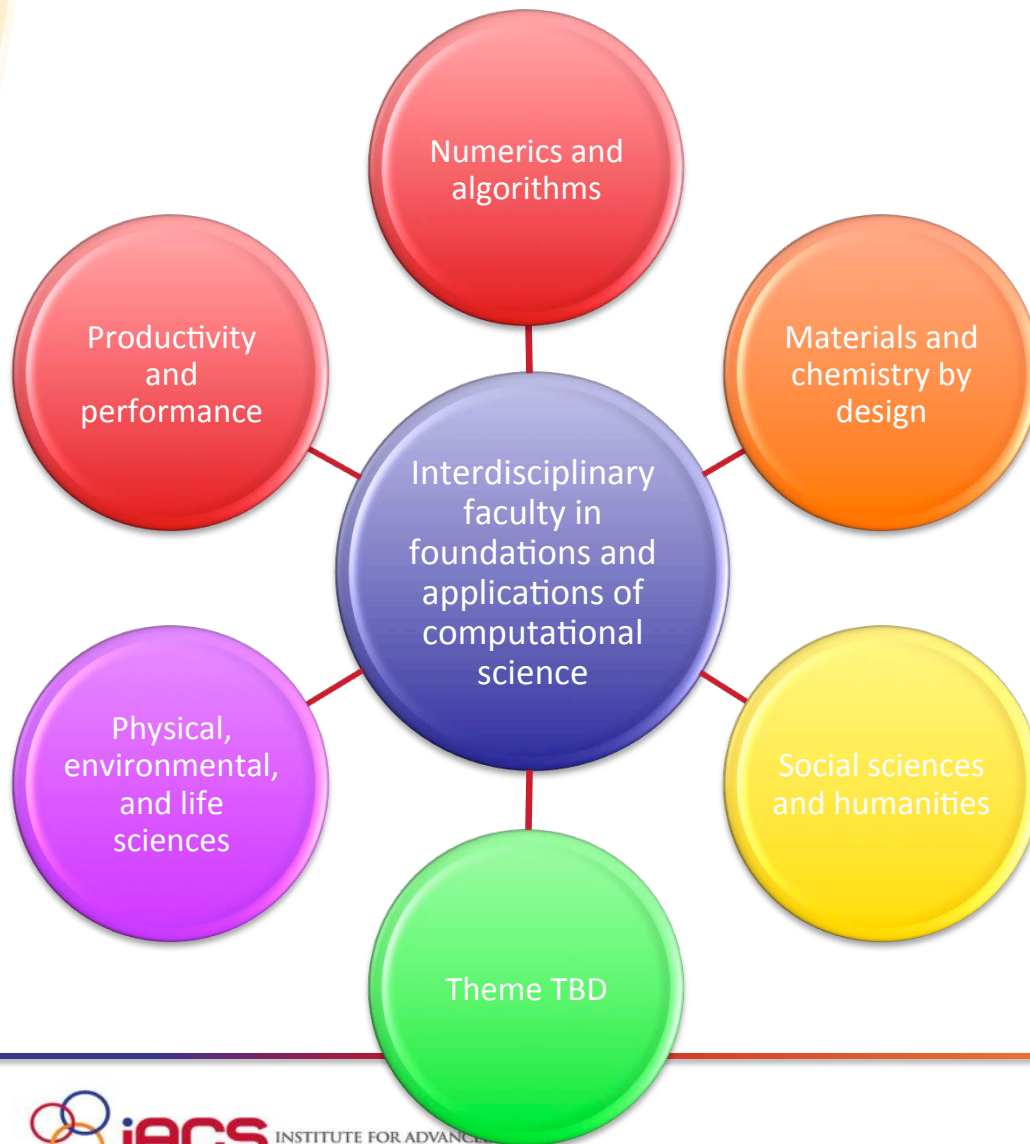 Numerics and
algorithms
Productivity
and
performance
Materials and
chemistry by
design
Interdisciplinary
faculty in
foundations and
applications of
computational
science
Physical,
environmental,
and life
sciences
Social sciences
and humanities
Theme TBD
iacs INSTITUTE FOR